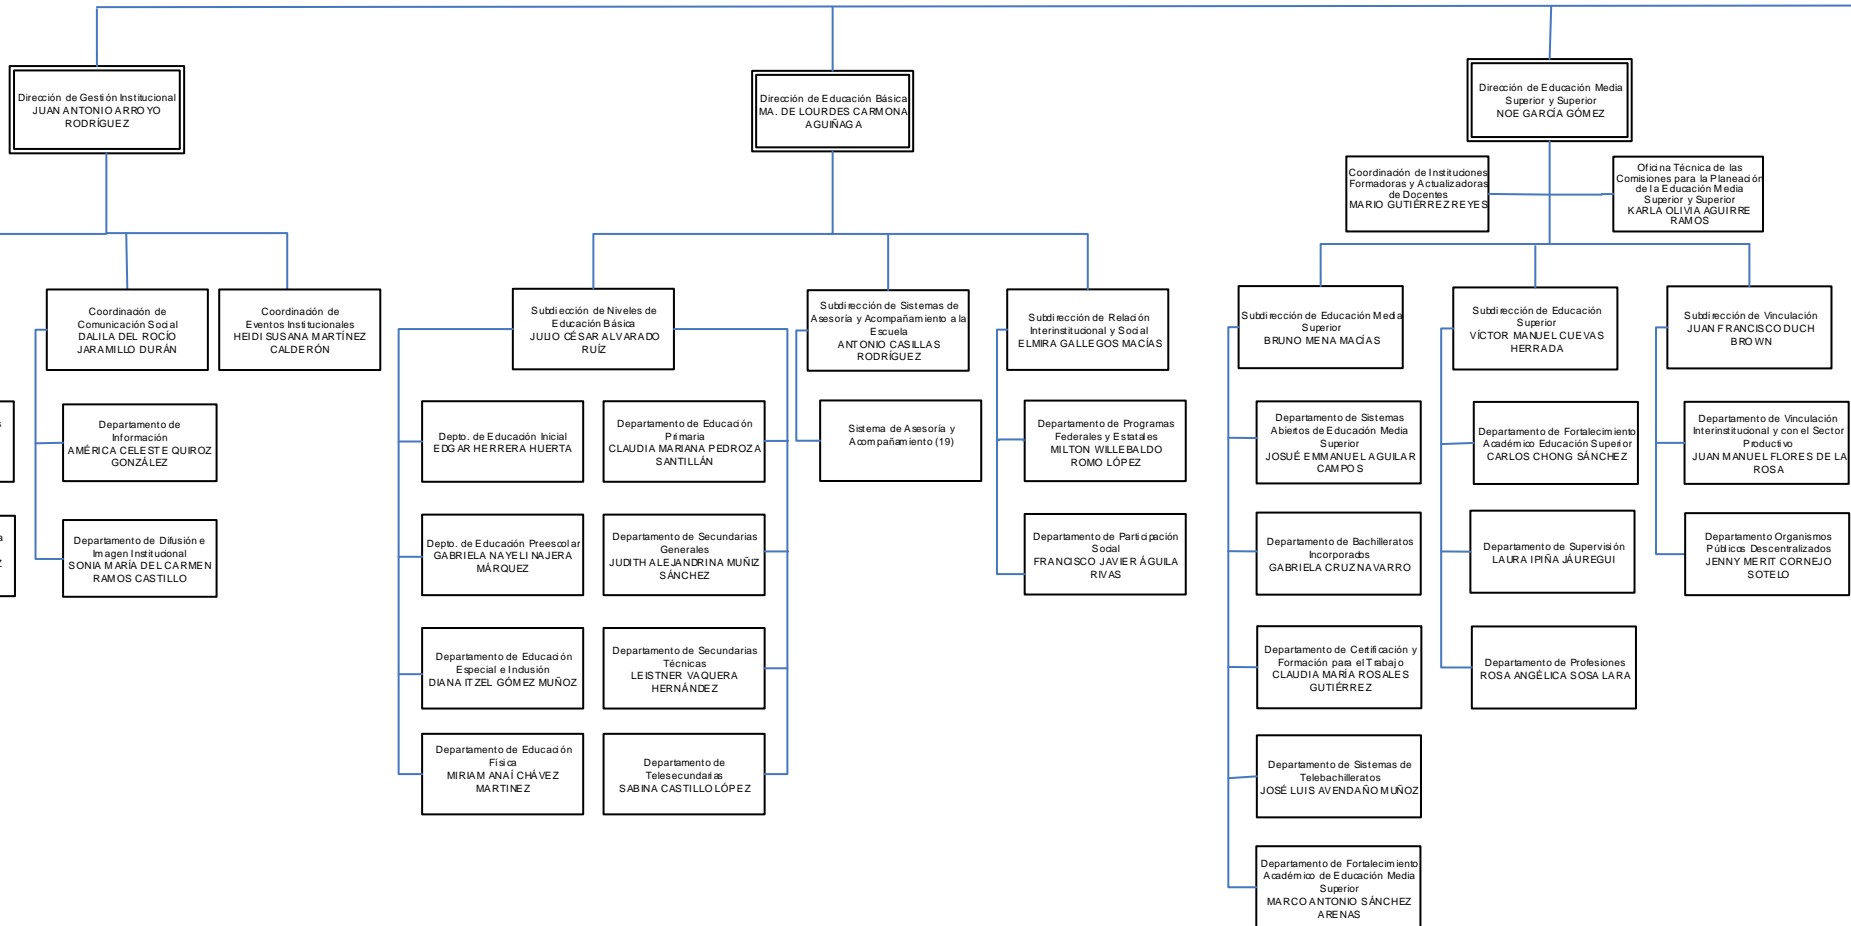 Dirección de Gestión Institucional
JUAN ANTONIO ARROYO
RODRÍGUEZ
Dirección de Educación Básica
MA. DE LOURDES CARMONA
AGUIÑAGA
Dirección de Educación Media
Superior y Superior
NOE GARCÍA GÓMEZ
Coordinación de Instituciones
Formadoras y Actualizadoras
de Docentes
MARIO GUTIÉRREZ REYES
Oficina Técnica de las
Comisiones para la Planeación
de la Educación Media
Superior y Superior
KARLA OLIVIA AGUIRRE
RAMOS
Coordinación de
Comunicación Social
DALILA DEL ROCÍO
JARAMILLO DURÁN
Coordinación de
Eventos Institucionales
HEIDI SUSANA MARTÍNEZ
CALDERÓN
Subdiección de Niveles de
Educación Básica
JULIO CÉSAR ALVARADO
RUÍZ
Subdirección de Sistemas de
Asesoría y Acompañamiento a la
Escuela
ANTONIO CASILLAS
RODRÍGUEZ
Subdirección de Relación
Interinstitucional y Social
ELMIRA GALLEGOS MACÍAS
Subdirección de Educación Media
Superior
BRUNO MENA MACÍAS
Subdirección de Educación
Superior
VÍCTOR MANUEL CUEVAS
HERRADA
Subdirección de Vinculación
JUAN FRANCISCO DUCH
BROWN
Departamento de
Información
AMÉRICA CELESTE QUIROZ
GONZÁLEZ
Depto. de Educación Inicial
EDGAR HERRERA HUERTA
Departamento de Educación
Primaria
CLAUDIA MARIANA PEDROZA
SANTILLÁN
Sistema de Asesoría y
Acompañamiento (19)
Departamento de Programas
Federales y Estatales
MILTON WILLEBALDO
ROMO LÓPEZ
Departamento de Sistemas
Abiertos de Educación Media
Superior
JOSUÉ EMMANUEL AGUILAR
CAMPOS
Departamento de Fortalecimiento
Académico Educación Superior
CARLOS CHONG SÁNCHEZ
Departamento de Vinculación
Interinstitucional y con el Sector
Productivo
JUAN MANUEL FLORES DE LA
ROSA
Departamento de Difusión e
Imagen Institucional
SONIA MARÍA DEL CARMEN
RAMOS CASTILLO
Depto. de Educación Preescolar
GABRIELA NAYELI NAJERA
MÁRQUEZ
Departamento de Secundarias
Generales
JUDITH ALEJANDRINA MUÑIZ
SÁNCHEZ
Departamento de Participación
Social
FRANCISCO JAVIER ÁGUILA
RIVAS
Departamento de Bachilleratos
Incorporados
GABRIELA CRUZ NAVARRO
Departamento de Supervisión
LAURA IPIÑA JÁUREGUI
Departamento Organismos
Públicos Descentralizados
JENNY MERIT CORNEJO
SOTELO
Departamento de Educación
Especial e Inclusión
DIANA ITZEL GÓMEZ MUÑOZ
Departamento de Secundarias
Técnicas
LEISTNER VAQUERA
HERNÁNDEZ
Departamento de Certificación y
Formación para el Trabajo
CLAUDIA MARÍA ROSALES
GUTIÉRREZ
Departamento de Profesiones
ROSA ANGÉLICA SOSA LARA
Departamento de Educación
Física
MIRIAM ANAÍ CHÁVEZ
MARTINEZ
Departamento de
Telesecundarias
SABINA CASTILLO LÓPEZ
Departamento de Sistemas de
Telebachilleratos
JOSÉ LUIS AVENDAÑO MUÑOZ
Departamento de Fortalecimiento
Académico de Educación Media
Superior
MARCO ANTONIO SÁNCHEZ
ARENAS